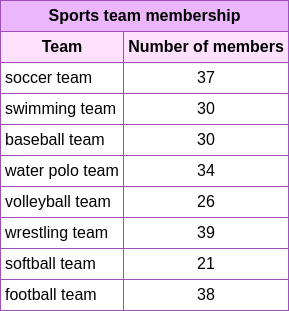 Sports team membership
Team Number of members
soccer team 37
swimming team 30
baseball team 30
water polo team 34
volleyball team 26
wrestling team 39
softball team 21
football team 38